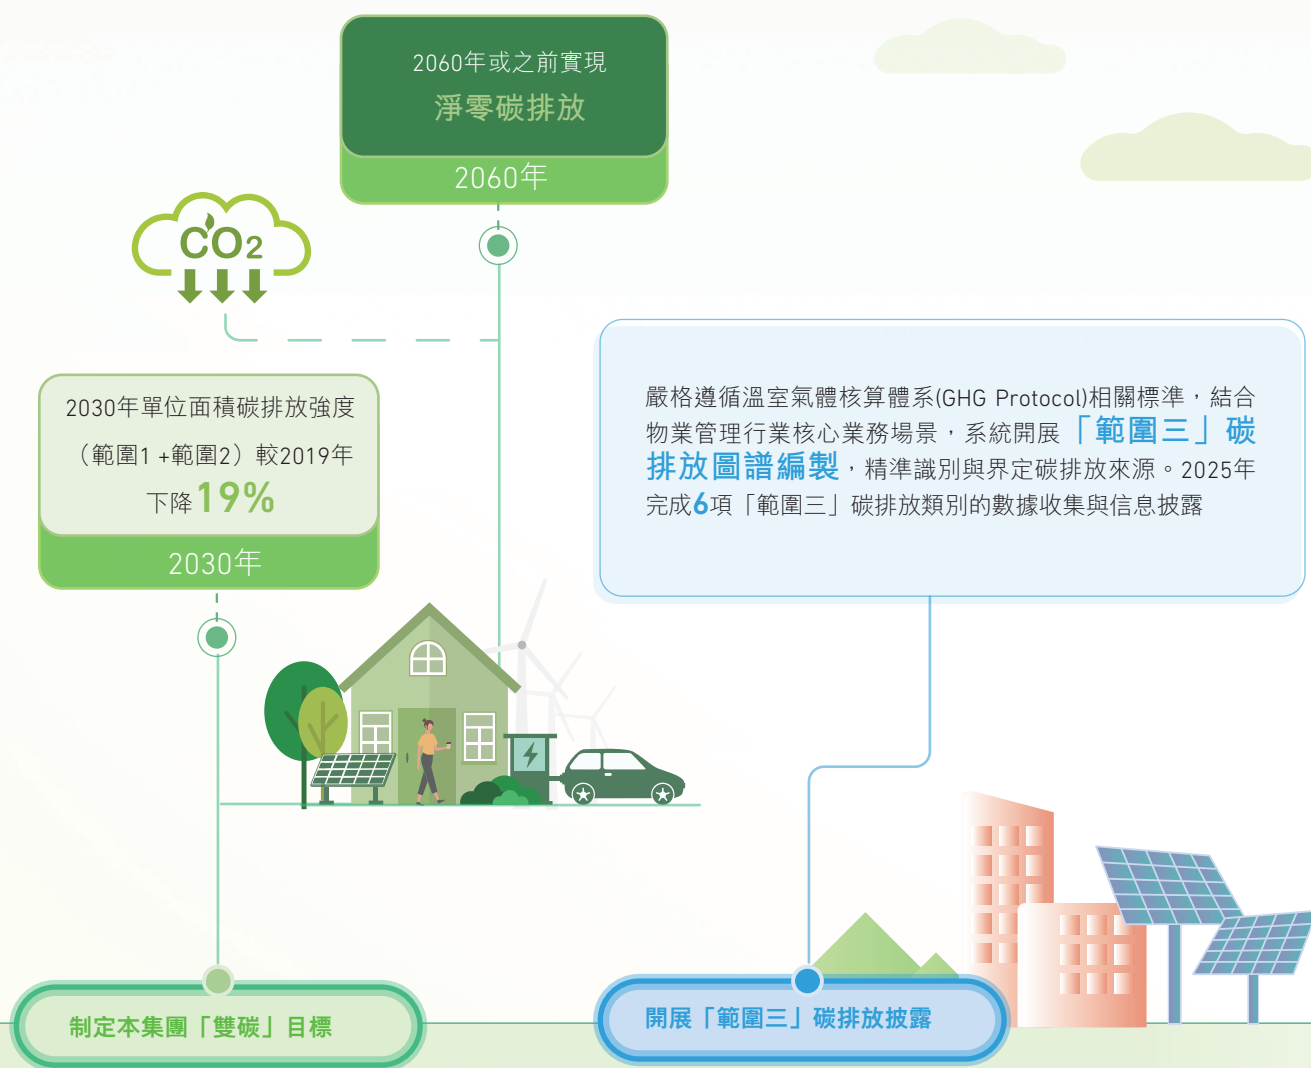 2060年或之前實現
淨零碳排放
2060年
CO2
2030年單位面積碳排放強度
（範圍1 +範圍2）較2019年
下降19%
2030年
嚴格遵循溫室氣體核算體系(GHG Protocol)相關標準，結合
物業管理行業核心業務場景，系統開展「範圍三」碳
排放圖譜編製，精準識別與界定碳排放來源。2025年
完成6項「範圍三」碳排放類別的數據收集與信息披露
制定本集團「雙碳」目標
開展「範圍三」碳排放披露